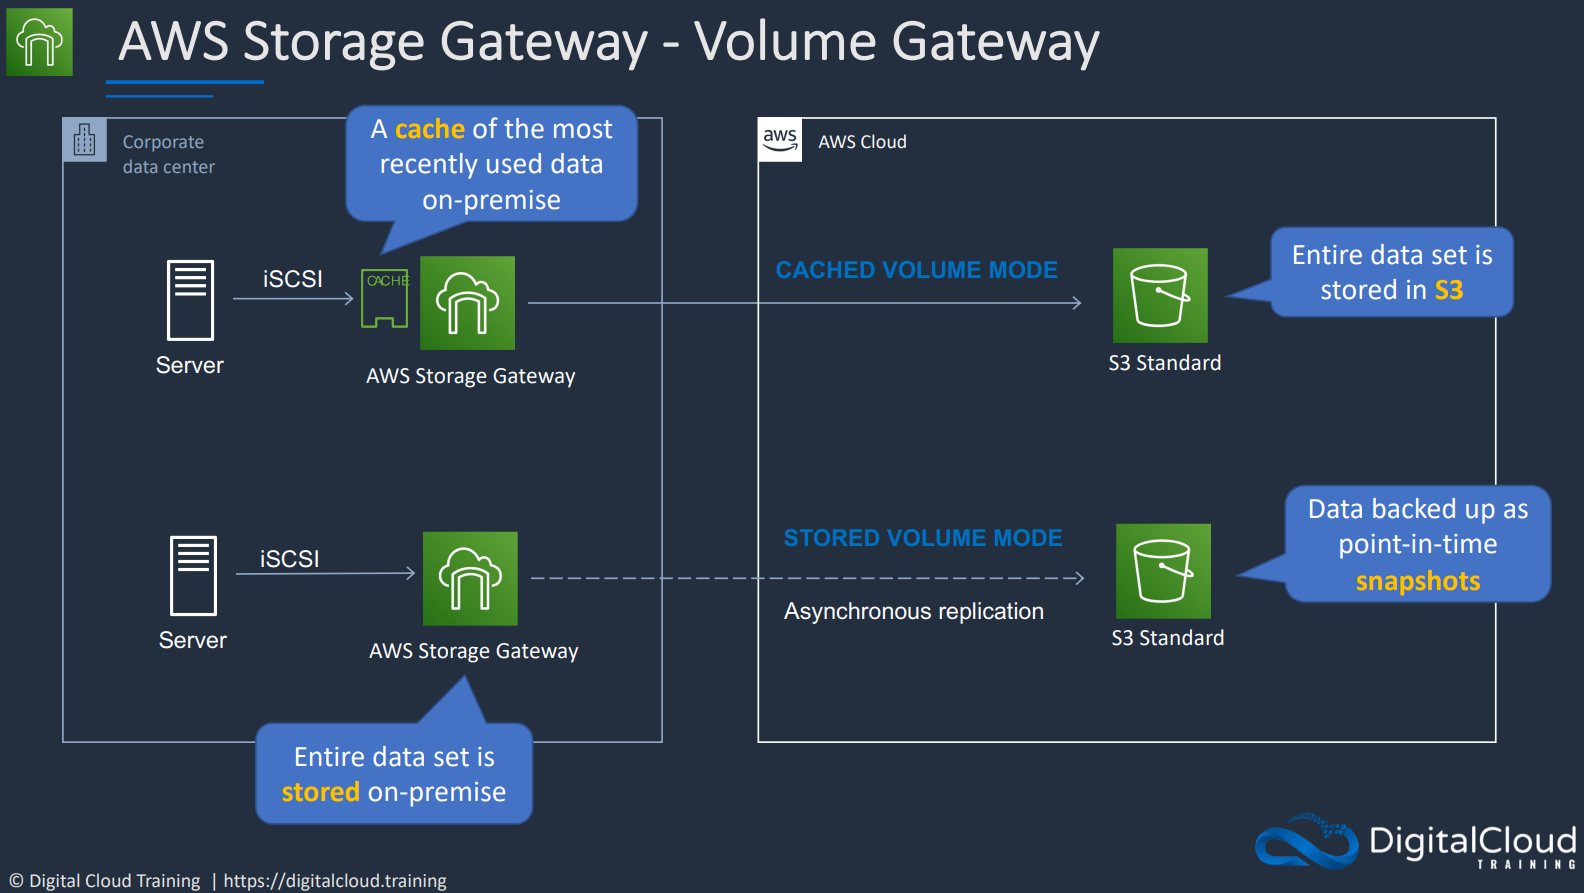 AWS Storage Gateway - Volume Gateway
Corporate
data center
A cache of the most
recently used data
on-premise
aws
AWS Cloud
Server
iSCSI
CACHE
AWS Storage Gateway
CACHED VOLUME MODE
S3 Standard
Entire data set is
stored in S3
Server
iSCSI
AWS Storage Gateway
STORED VOLUME MODE
Asynchronous replication
S3 Standard
Data backed up as
point-in-time
snapshots
Entire data set is
stored on-premise
DigitalCloud
TRAINING
© Digital Cloud Training | https://digitalcloud.training